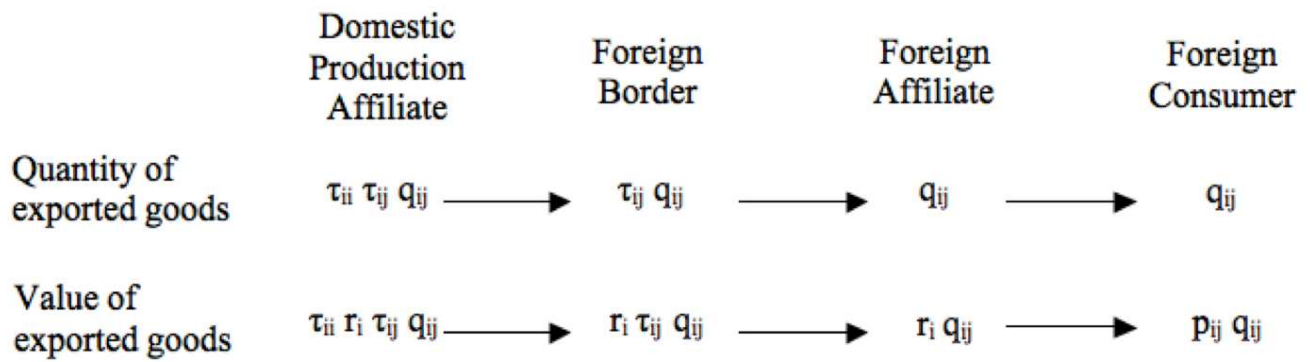 Domestic
Production
Affiliate
Foreign
Border
Foreign
Affiliate
Foreign
Consumer
Quantity of
exported goods
τii τij qij
τij qij
qij
qij
Value of
exported goods
τii ri τij qij
ri τij qij
ri qij
pij qij